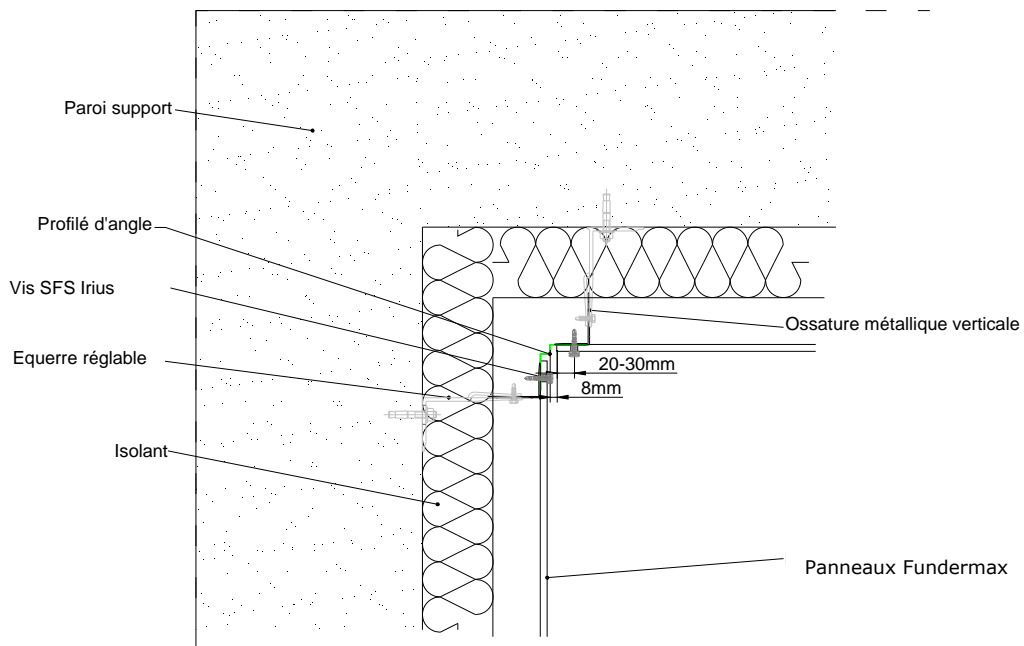 Paroi support
Profilé d'angle
Vis SFS Irius
Ossature métallique verticale
Equerre réglable
20-30mm
8mm
Isolant
Panneaux Fundermax